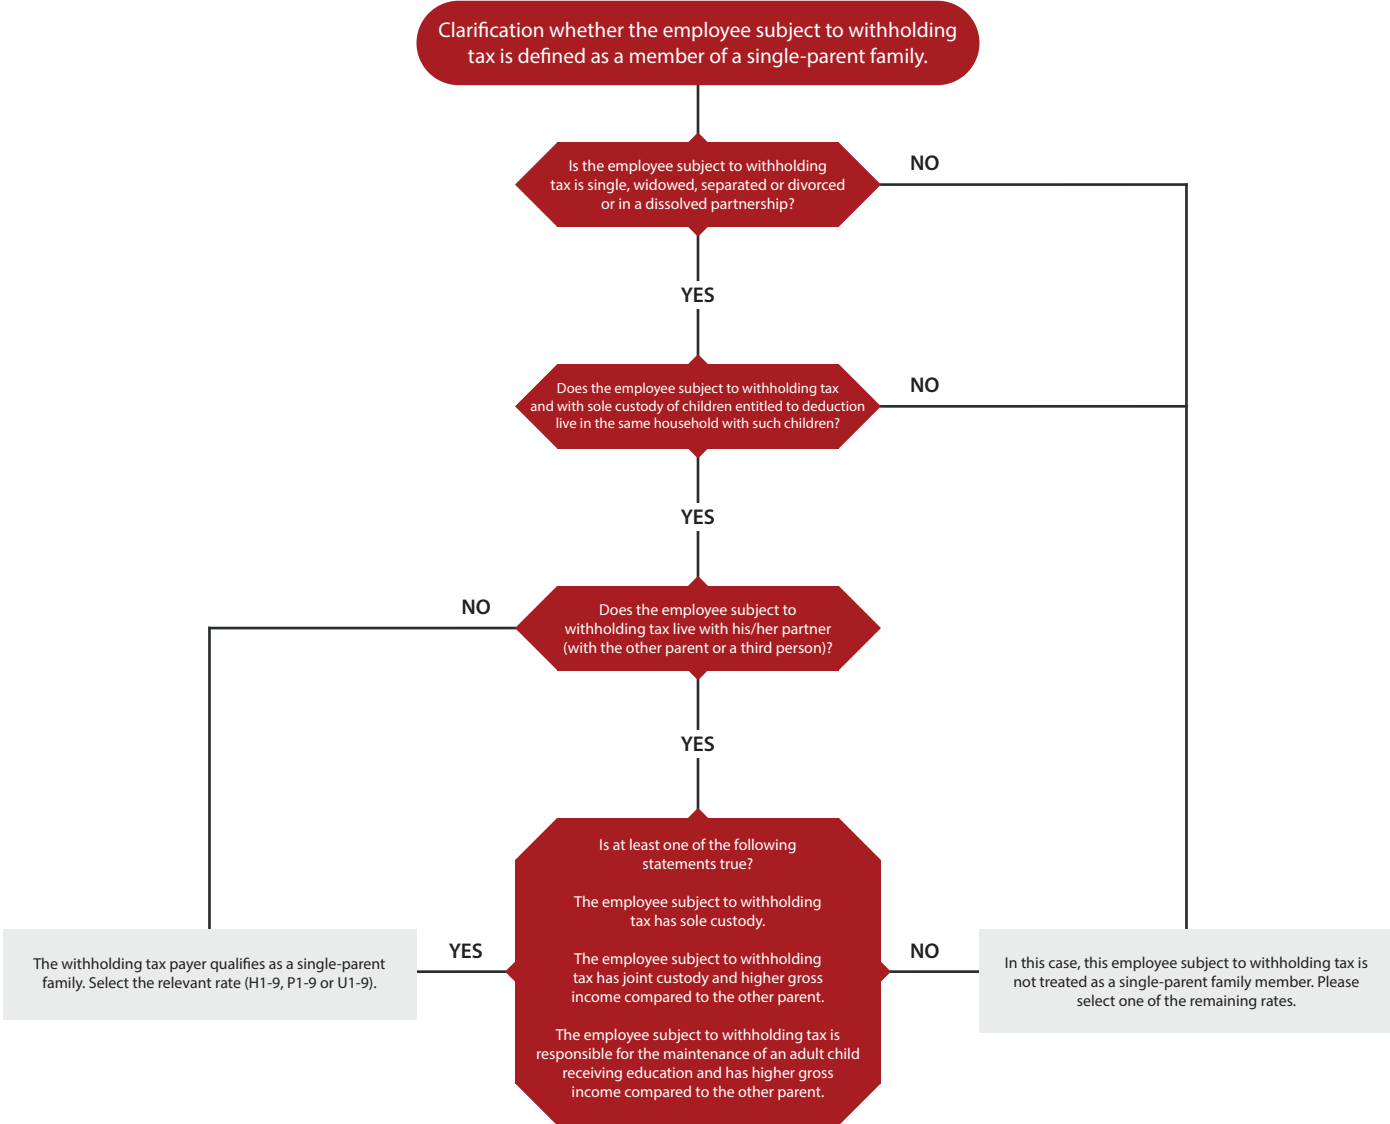 Clarification whether the employee subject to withholding
tax is defined as a member of a single-parent family.
Is the employee subject to withholding
tax is single, widowed, separated or divorced
or in a dissolved partnership?
NO
YES
Does the employee subject to withholding tax
and with sole custody of children entitled to deduction
live in the same household with such children?
NO
YES
NO
Does the employee subject to
withholding tax live with his/her partner
(with the other parent or a third person)?
YES
Is at least one of the following
statements true?
The employee subject to withholding
tax has sole custody.
The employee subject to withholding
tax has joint custody and higher gross
income compared to the other parent.
The employee subject to withholding tax is
responsible for the maintenance of an adult child
receiving education and has higher gross
income compared to the other parent.
YES
The withholding tax payer qualifies as a single-parent
family. Select the relevant rate (H1-9, P1-9 or U1-9).
NO
In this case, this employee subject to withholding tax is
not treated as a single-parent family member. Please
select one of the remaining rates.